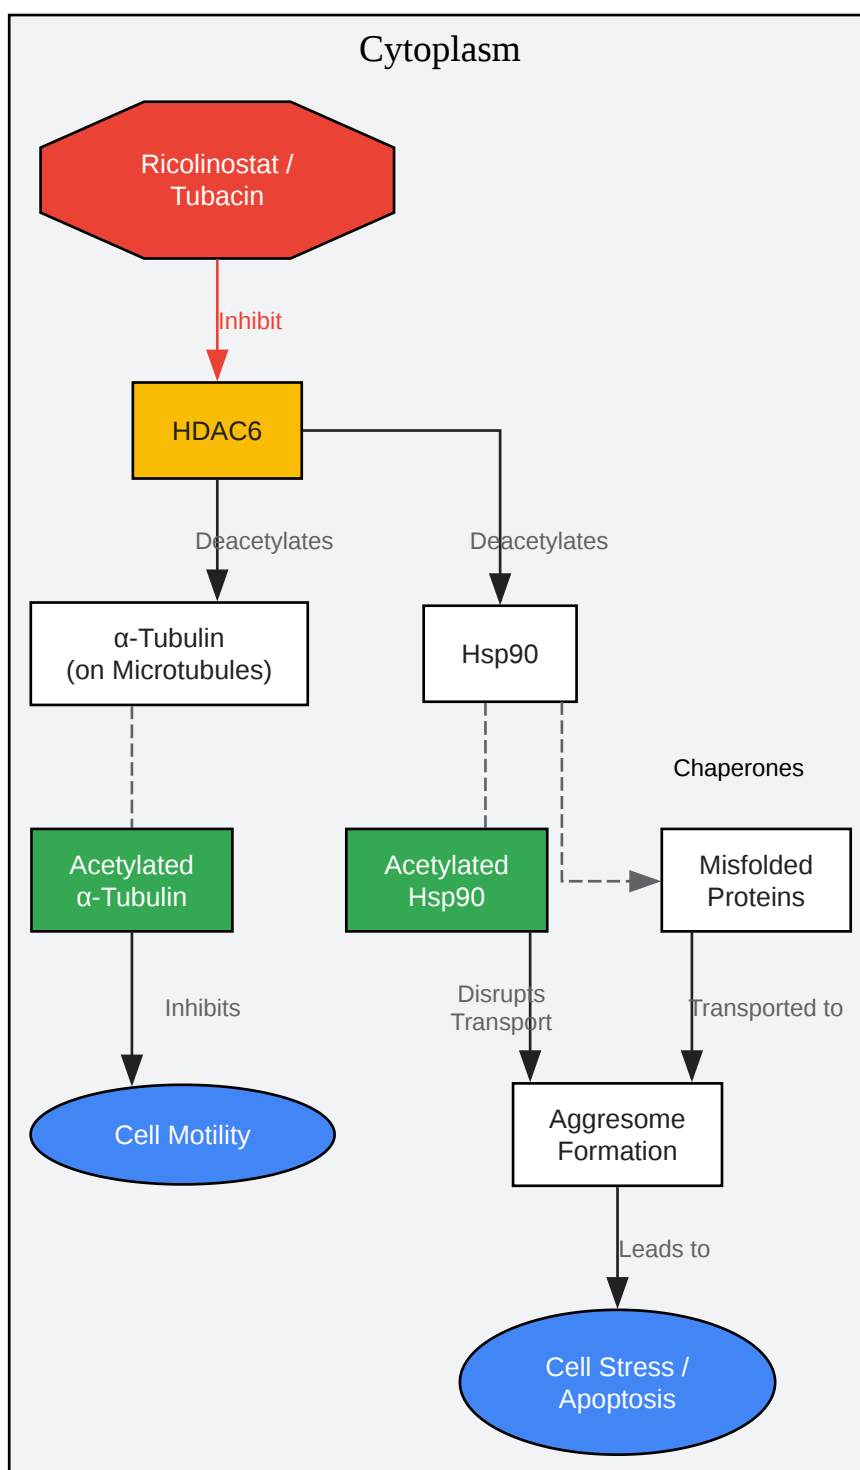 Cytoplasm
Ricolinostat /
Tubacin
Inhibit
HDAC6
Deacetylates
Deacetylates
α-Tubulin
(on Microtubules)
Hsp90
Chaperones
Acetylated
α-Tubulin
Acetylated
Hsp90
Misfolded
Proteins
Inhibits
Disrupts
Transport
Transported to
Cell Motility
Aggresome
Formation
Leads to
Cell Stress /
Apoptosis